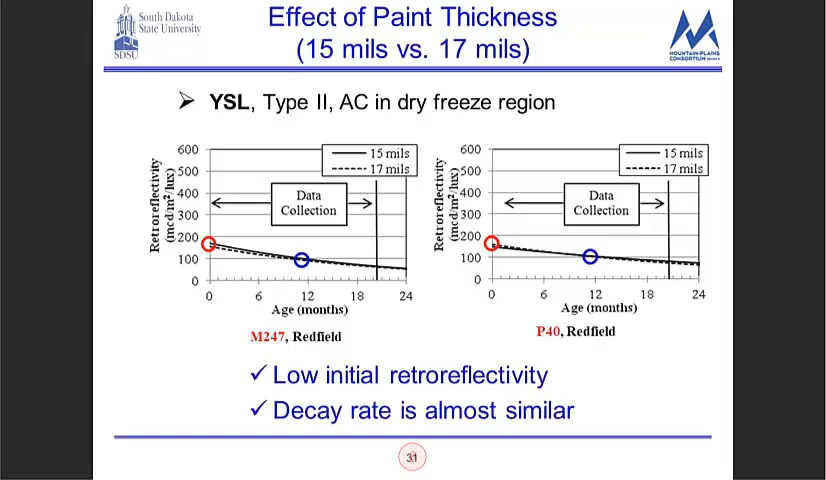 South Dakota
State University
SDSU
Effect of Paint Thickness
(15 mils vs. 17 mils)
MOUNTAIN-PLAINS
CONSORTIUM
➢ YSL, Type II, AC in dry freeze region
Retroreflectivity
(mcd/m²/lux)
600
500
400
300
200
100
0
15 mils
17 mils
Data
Collection
0 6 12 18 24
Age (months)
M247, Redfield
Retroreflectivity
(mcd/m²/lux)
600
500
400
300
200
100
0
15 mils
17 mils
Data
Collection
0 6 12 18 24
Age (months)
P40, Redfield
✓ Low initial retroreflectivity
✓ Decay rate is almost similar